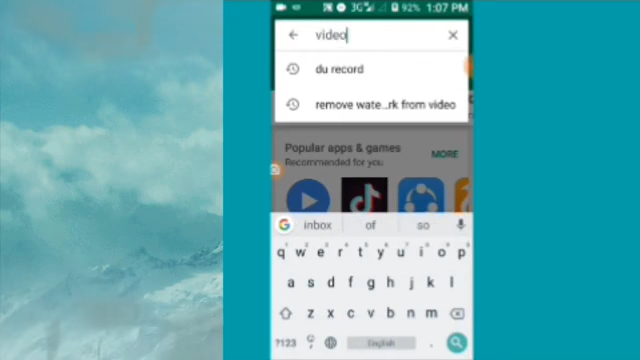 3G 92% 1:07 PM
video
du record
remove wate...rk from video
Popular apps & games
Recommended for you
MORE
inbox of so
q w e r t y u i o p
a s d f g h j k l
z x c v b n m
?123 English .